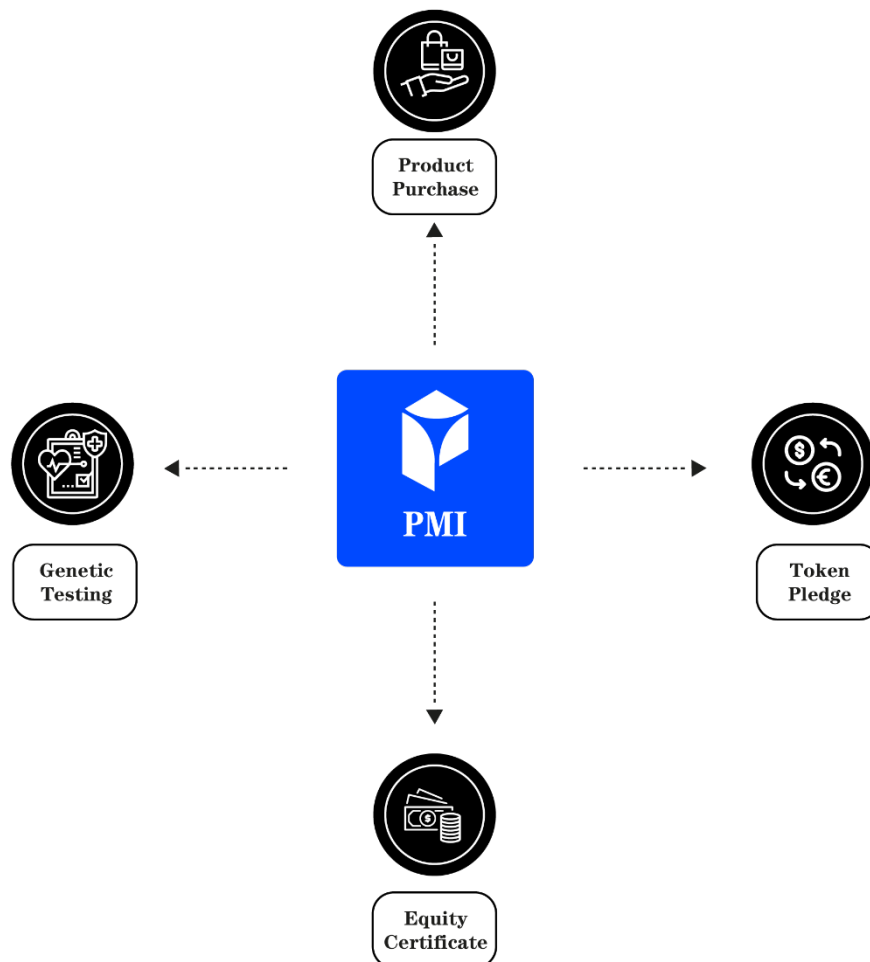 Product
Purchase
PMI
Genetic
Testing
Token
Pledge
Equity
Certificate